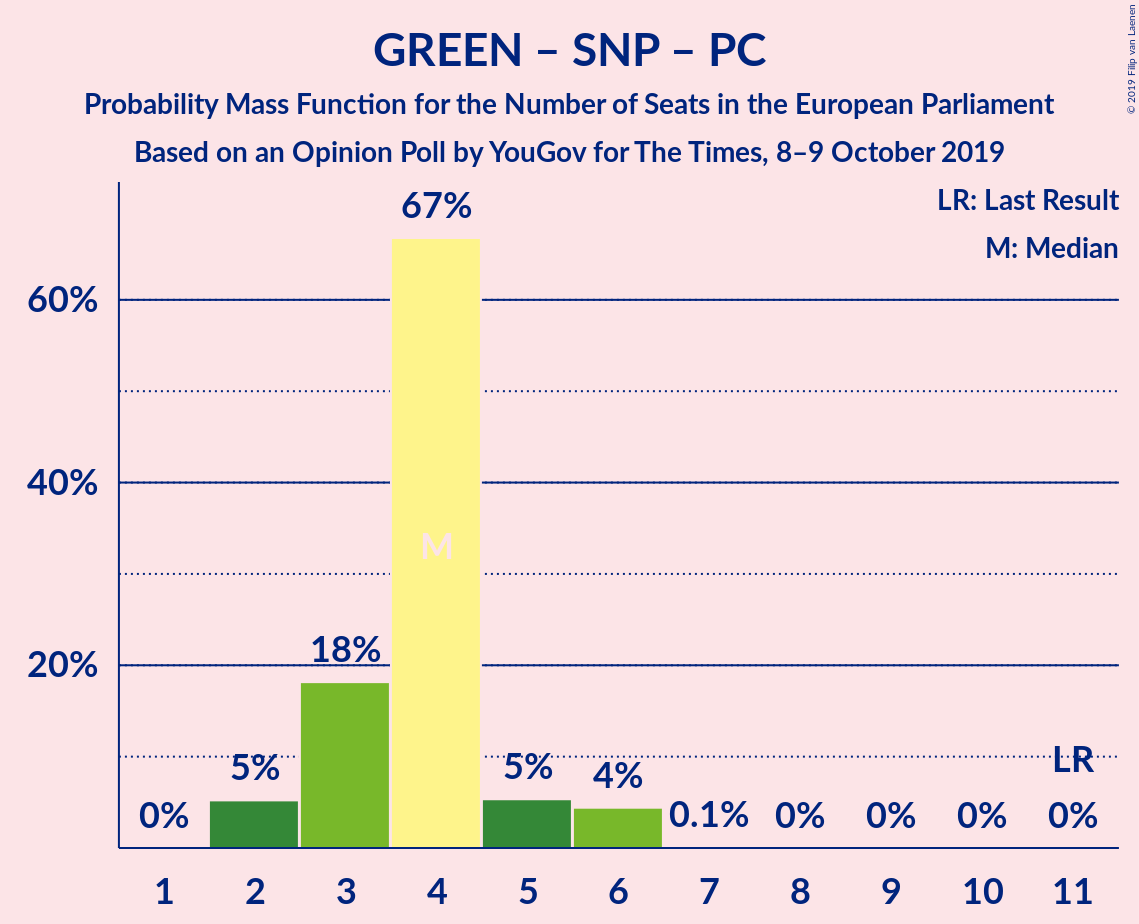 GREEN – SNP – PC
Probability Mass Function for the Number of Seats in the European Parliament
Based on an Opinion Poll by YouGov for The Times, 8–9 October 2019
© 2019 Filip van Laenen
LR: Last Result
M: Median
60%
40%
20%
0%
5%
18%
67%
M
5%
4%
0.1%
0%
0%
0%
LR
0%
1 2 3 4 5 6 7 8 9 10 11